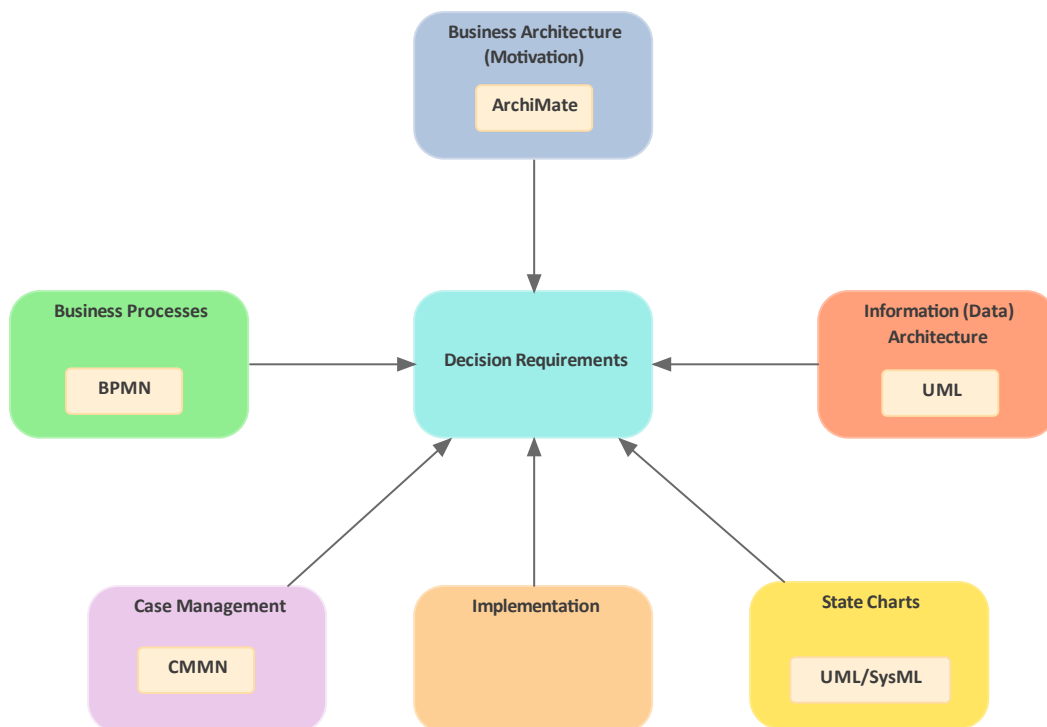 Business Architecture
(Motivation)
ArchiMate
Business Processes
BPMN
Decision Requirements
Information (Data)
Architecture
UML
Case Management
CMMN
Implementation
State Charts
UML/SysML